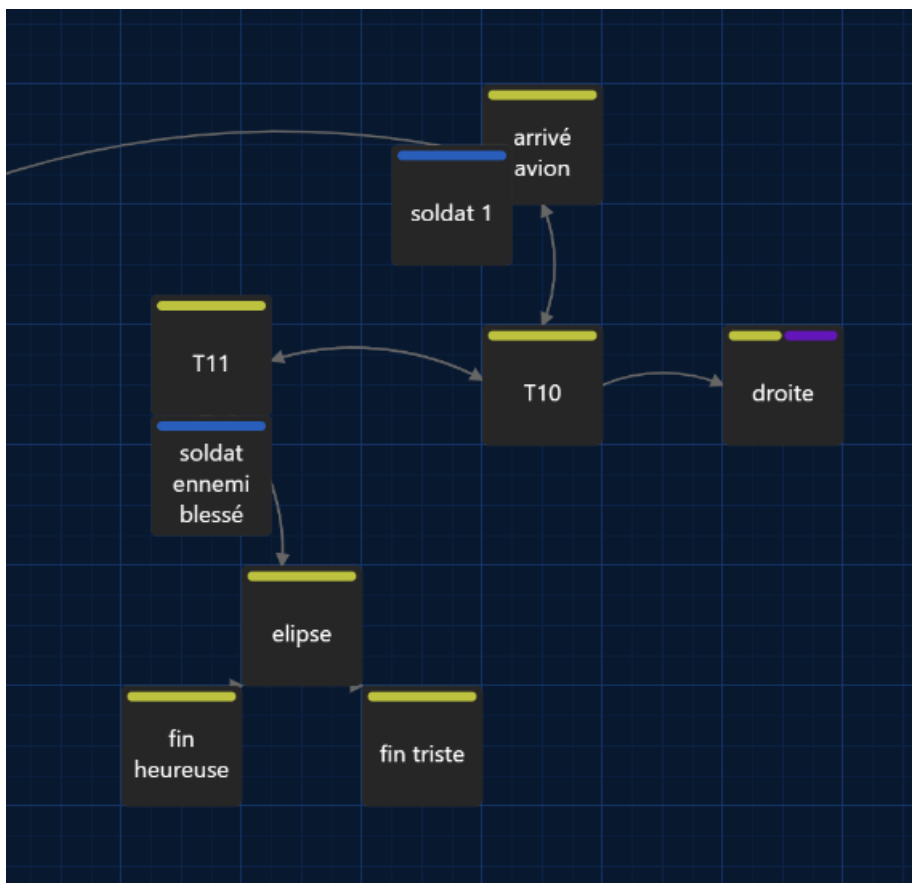 arrivé
avion
soldat 1
T11
T10
droite
soldat
ennemi
blessé
elipse
fin
heureuse
fin triste